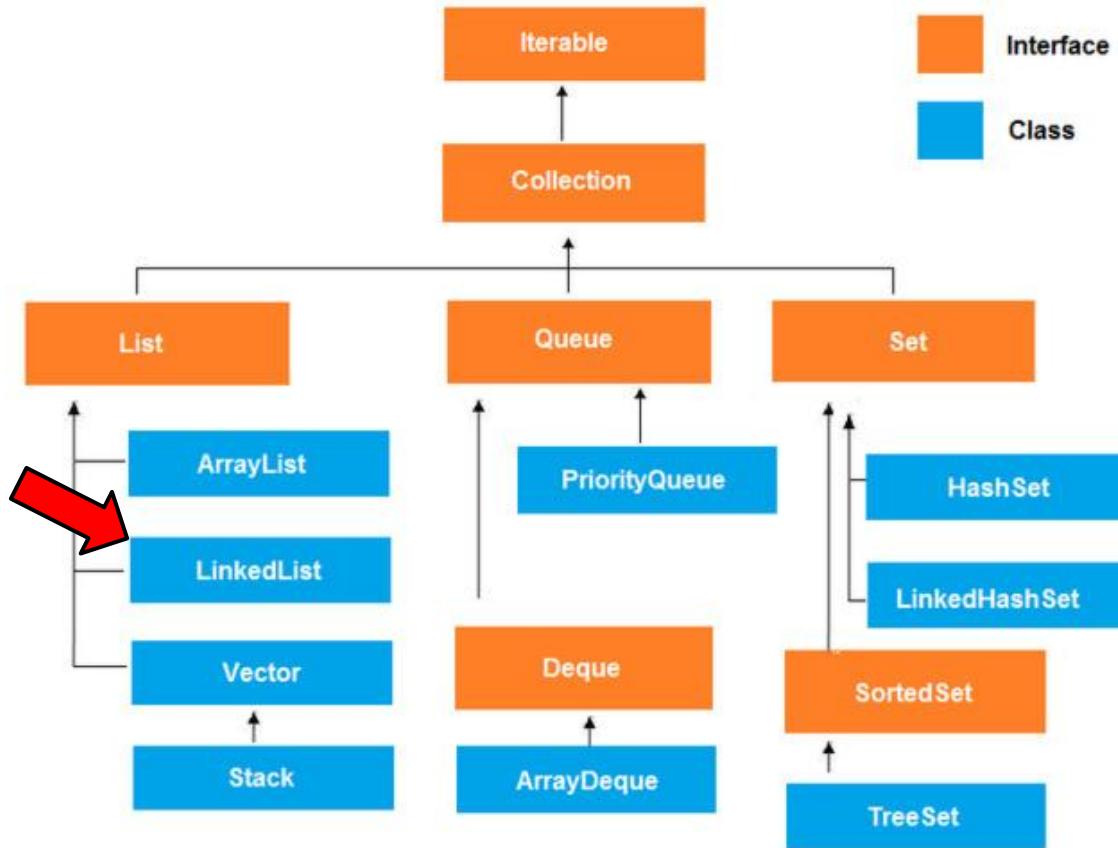 Iterable
Interface
Class
Collection
List
Queue
Set
ArrayList
PriorityQueue
HashSet
LinkedList
LinkedHashSet
Vector
Deque
SortedSet
Stack
ArrayDeque
TreeSet